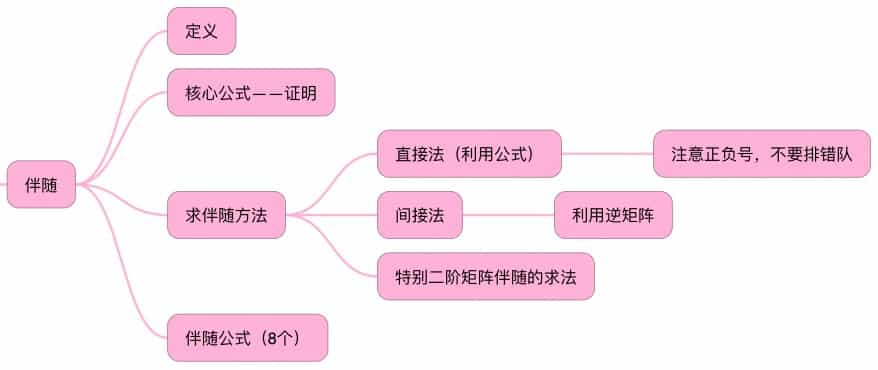 伴随
定义
核心公式——证明
求伴随方法
直接法（利用公式）
注意正负号，不要排错队
间接法
利用逆矩阵
特别二阶矩阵伴随的求法
伴随公式（8个）